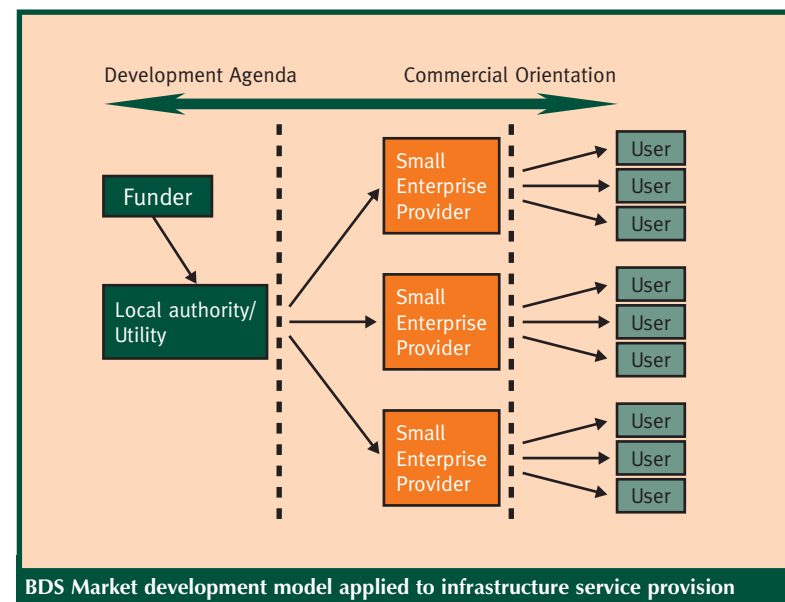 Development Agenda
Commercial Orientation
Funder
Local authority/
Utility
Small
Enterprise
Provider
User
User
User
Small
Enterprise
Provider
User
User
User
Small
Enterprise
Provider
User
User
User
BDS Market development model applied to infrastructure service provision